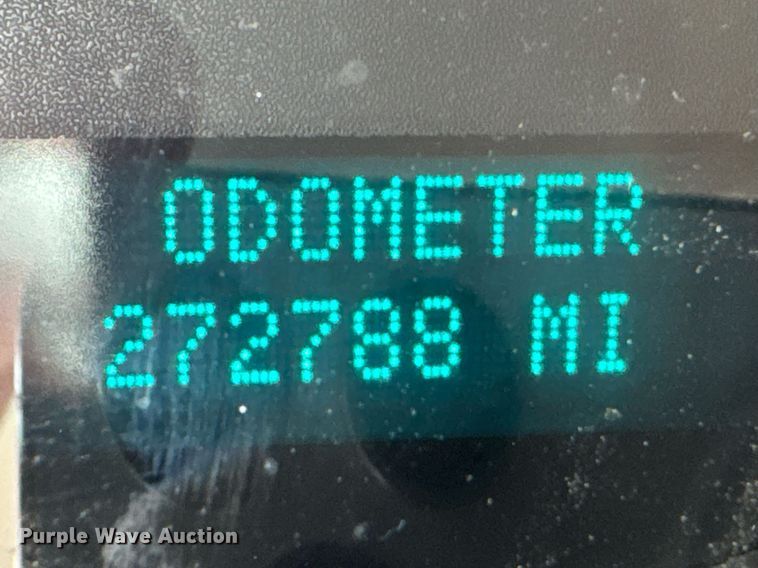 ODOMETER
272788 MI
Purple Wave Auction